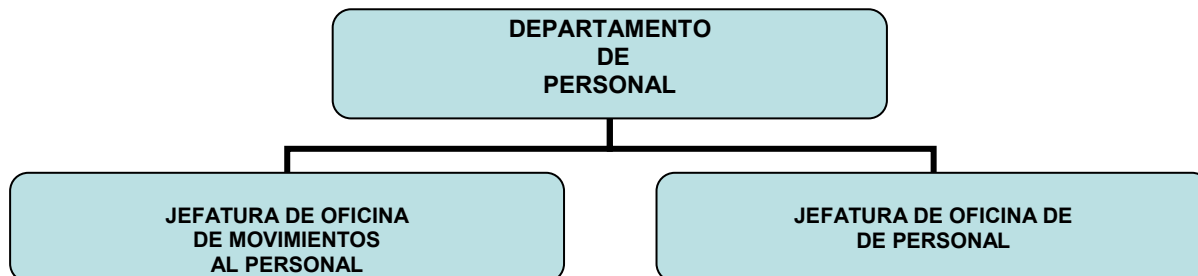 DEPARTAMENTO
DE
PERSONAL
JEFATURA DE OFICINA
DE MOVIMIENTOS
AL PERSONAL
JEFATURA DE OFICINA DE
DE PERSONAL